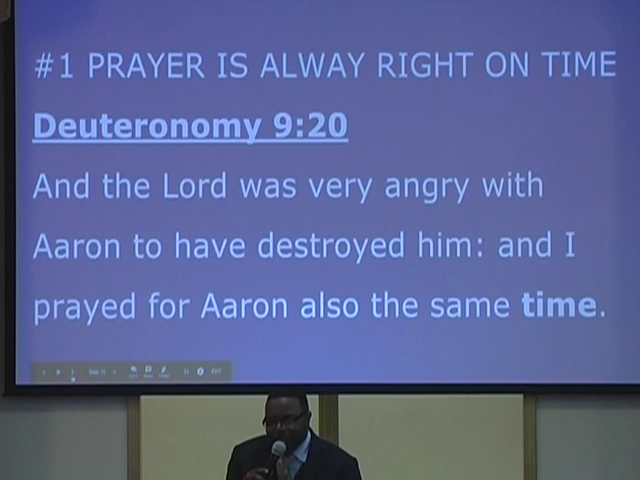 #1 PRAYER IS ALWAY RIGHT ON TIME
Deuteronomy 9:20
And the Lord was very angry with
Aaron to have destroyed him: and I
prayed for Aaron also the same time.